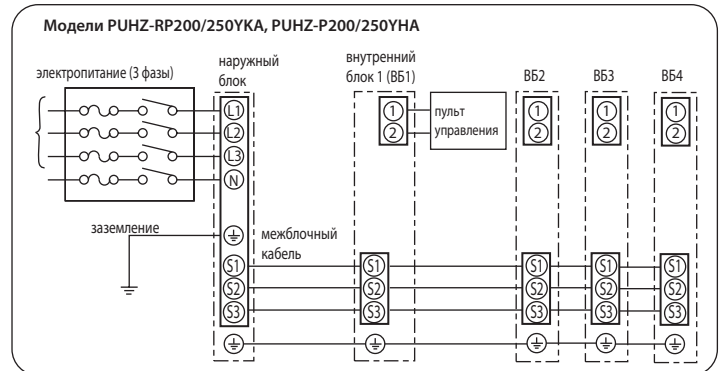 Модели PUHZ-RP200/250YKA, PUHZ-P200/250YHA
электропитание (3 фазы)
наружный
блок
внутренний
блок 1 (ВБ1)
ВБ2
ВБ3
ВБ4
L1
L2
L3
N
1
2
пульт
управления
1
2
1
2
1
2
заземление
межблочный
кабель
S1
S2
S3
S1
S2
S3
S1
S2
S3
S1
S2
S3
S1
S2
S3